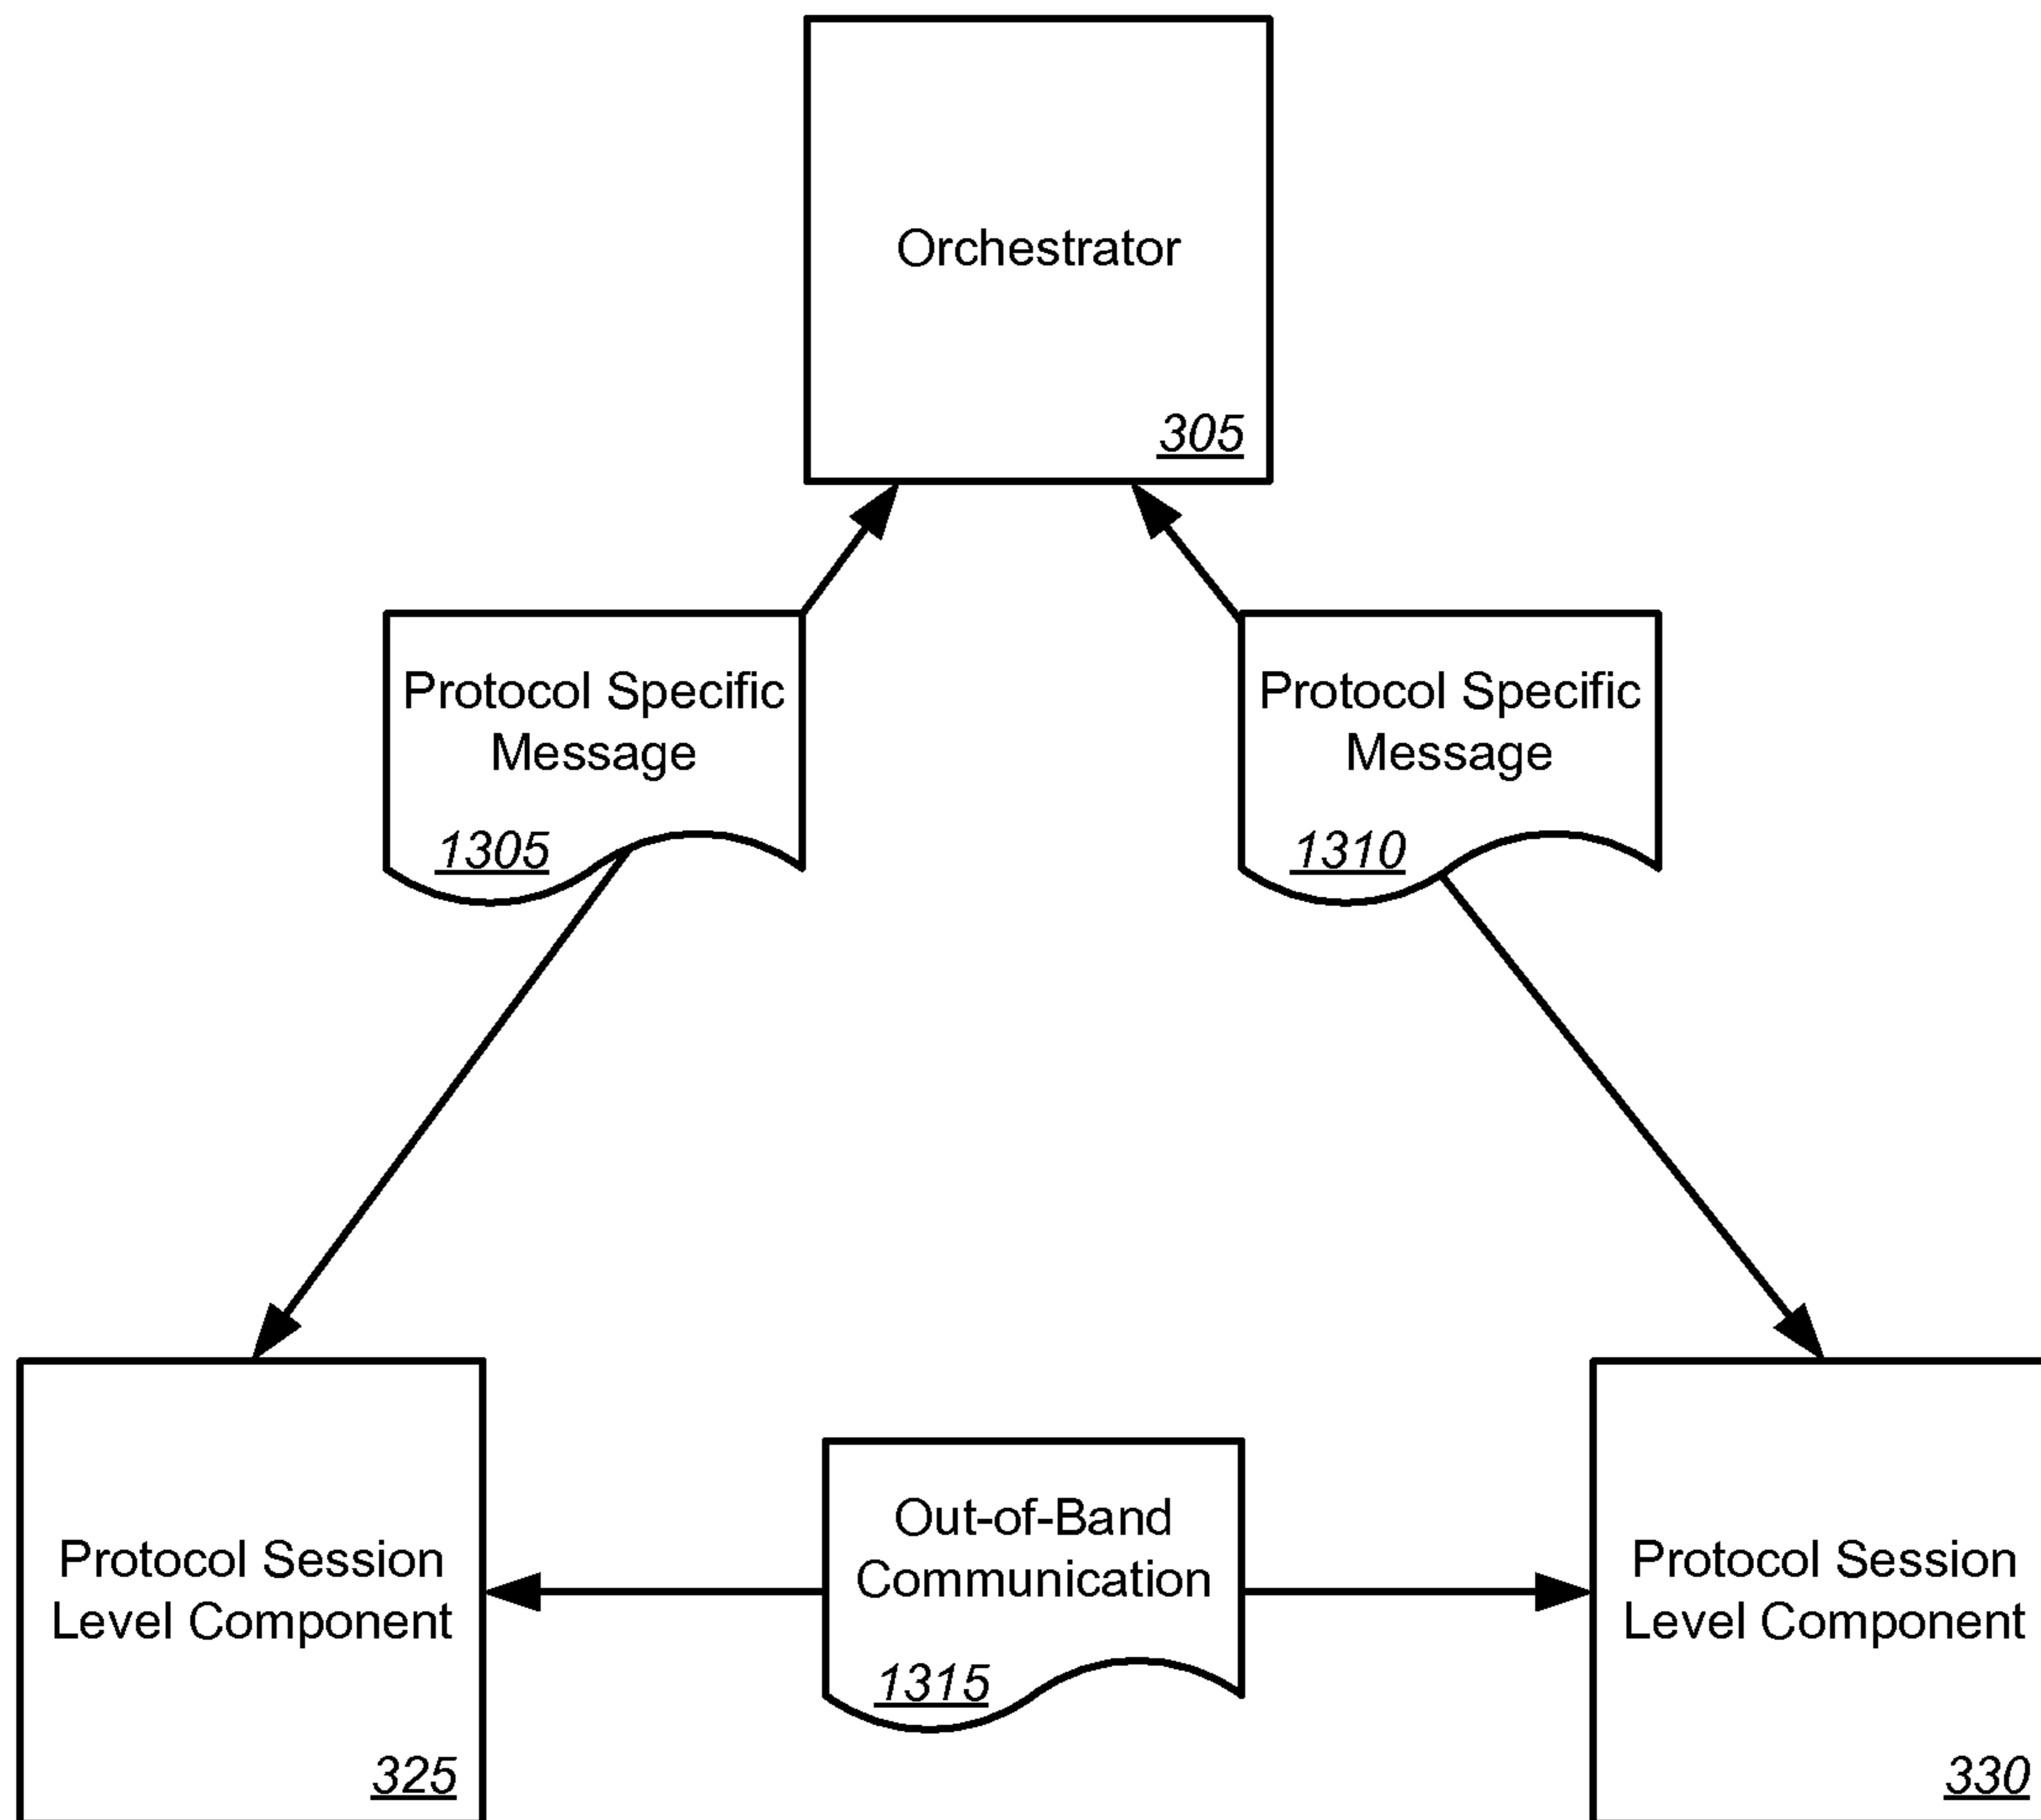 Orchestrator
305
Protocol Specific
Message
1305
Protocol Specific
Message
1310
Protocol Session
Level Component
325
Out-of-Band
Communication
1315
Protocol Session
Level Component
330